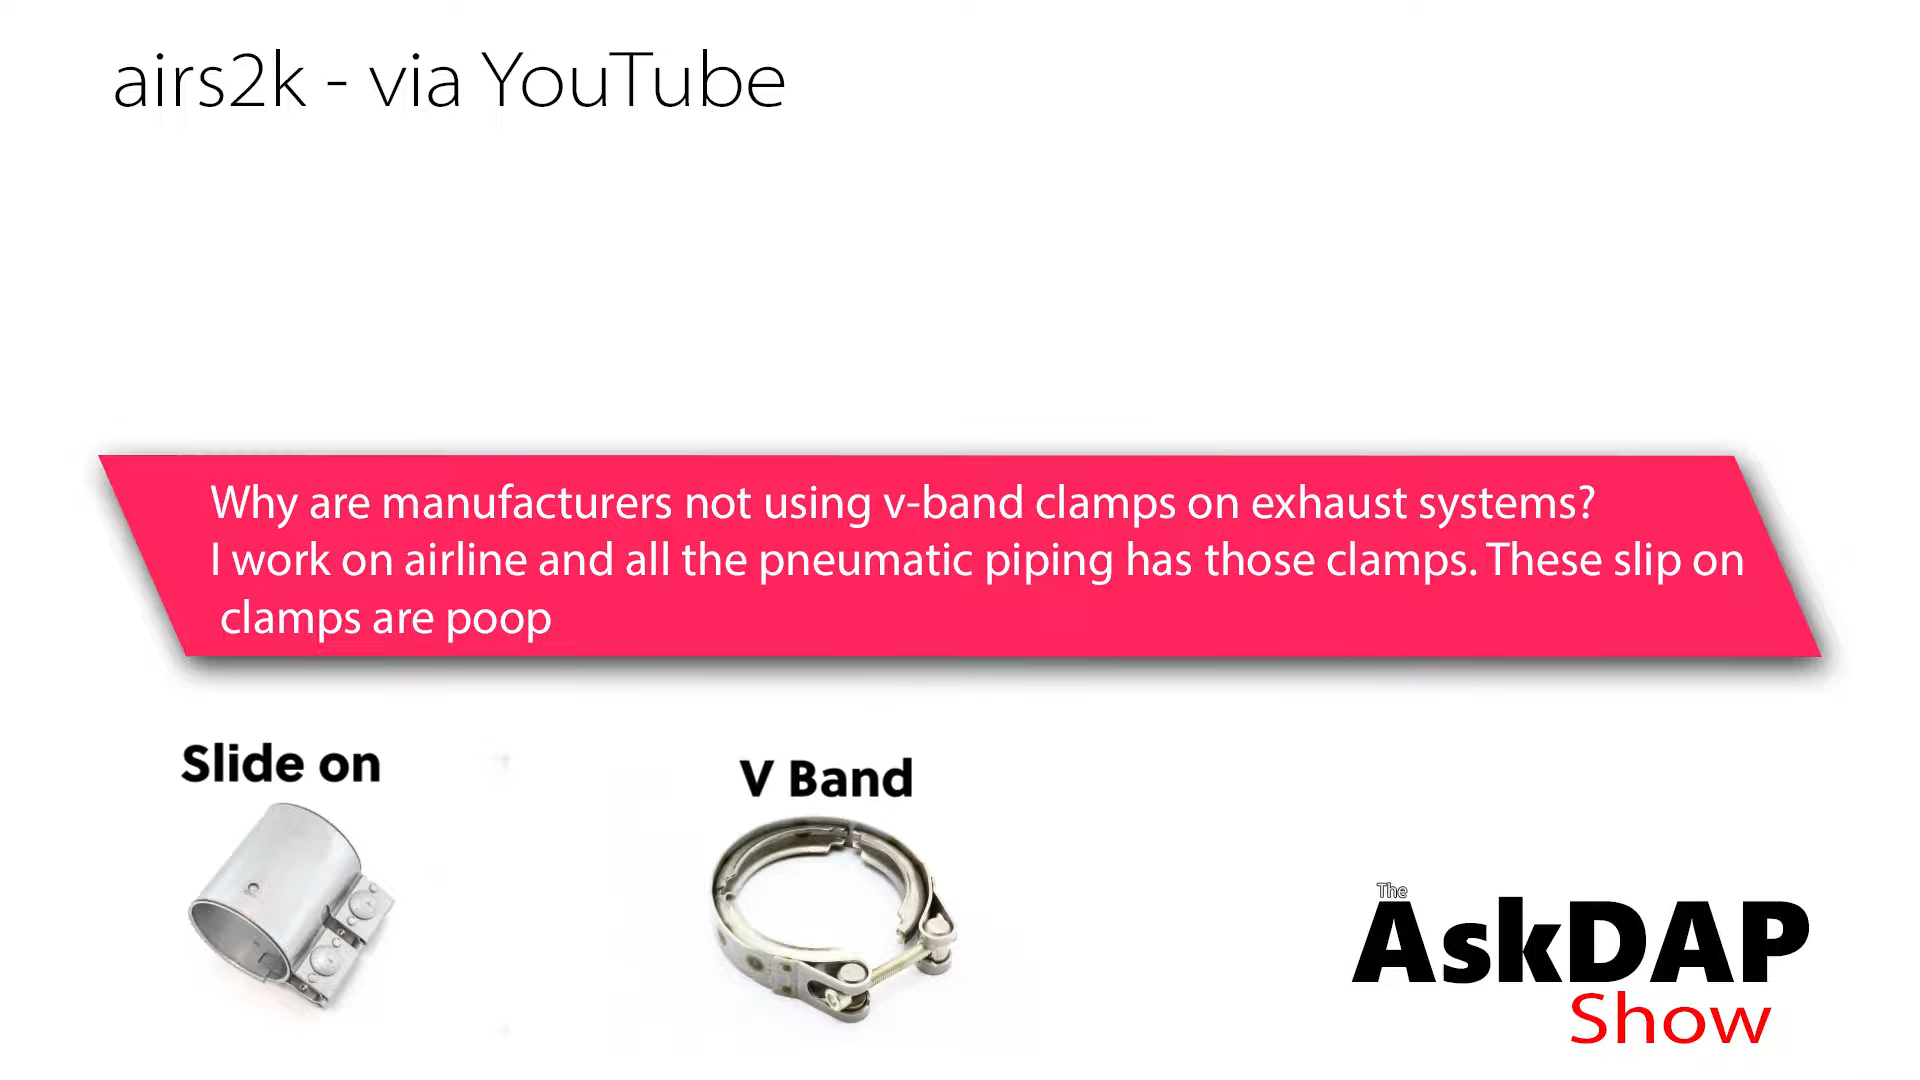 airs2k - via YouTube
Why are manufacturers not using v-band clamps on exhaust systems?
I work on airline and all the pneumatic piping has those clamps. These slip on
clamps are poop
Slide on
V Band
The
AskDAP
Show